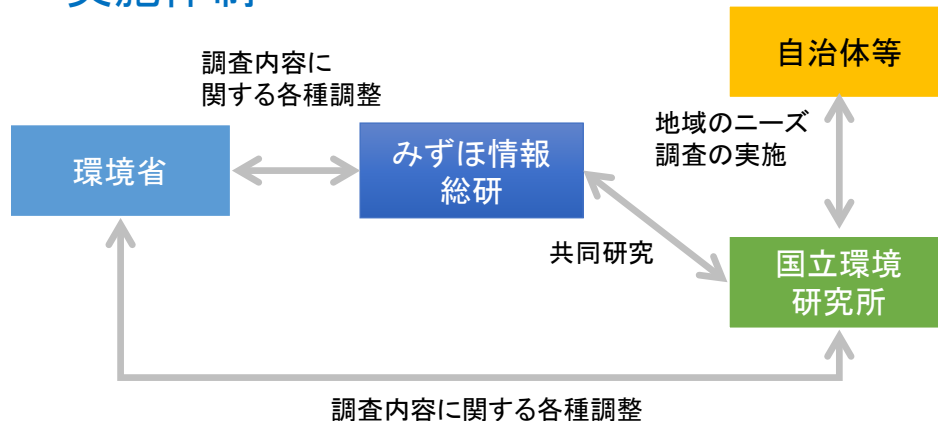 実施体制
自治体等
調査内容に
関する各種調整
地域のニーズ
調査の実施
環境省
みずほ情報
総研
共同研究
国立環境
研究所
調査内容に関する各種調整